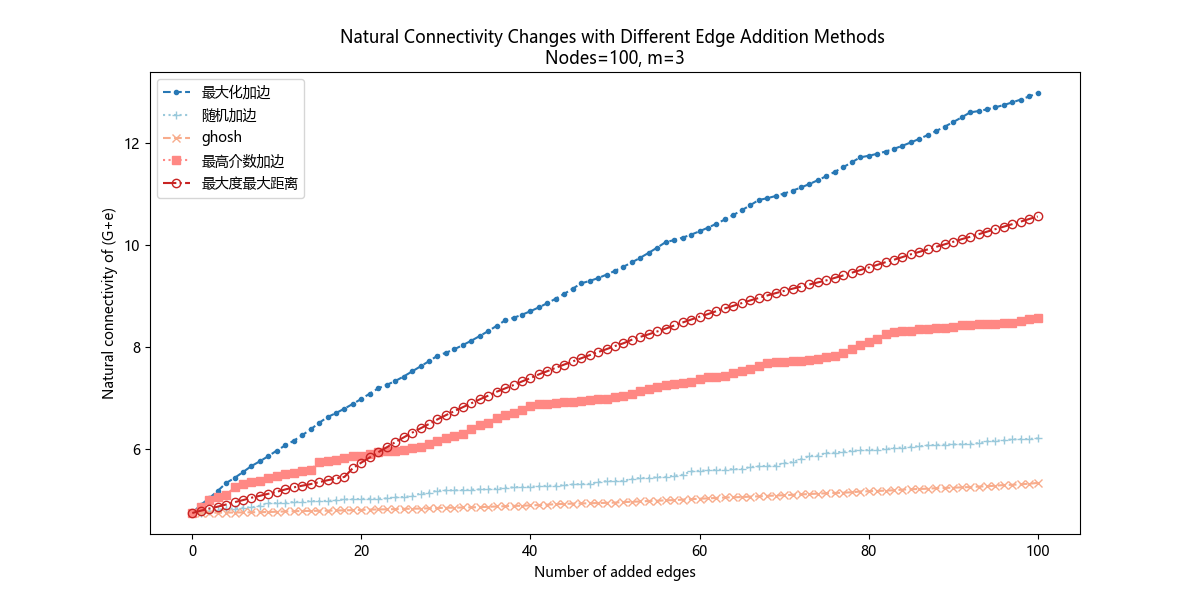 Natural Connectivity Changes with Different Edge Addition Methods
Nodes=100, m=3
最大化加边
随机加边
ghosh
最高介数加边
最大度最大距离
Natural connectivity of (G+e)
12
10
8
6
0
20
40
60
80
100
Number of added edges